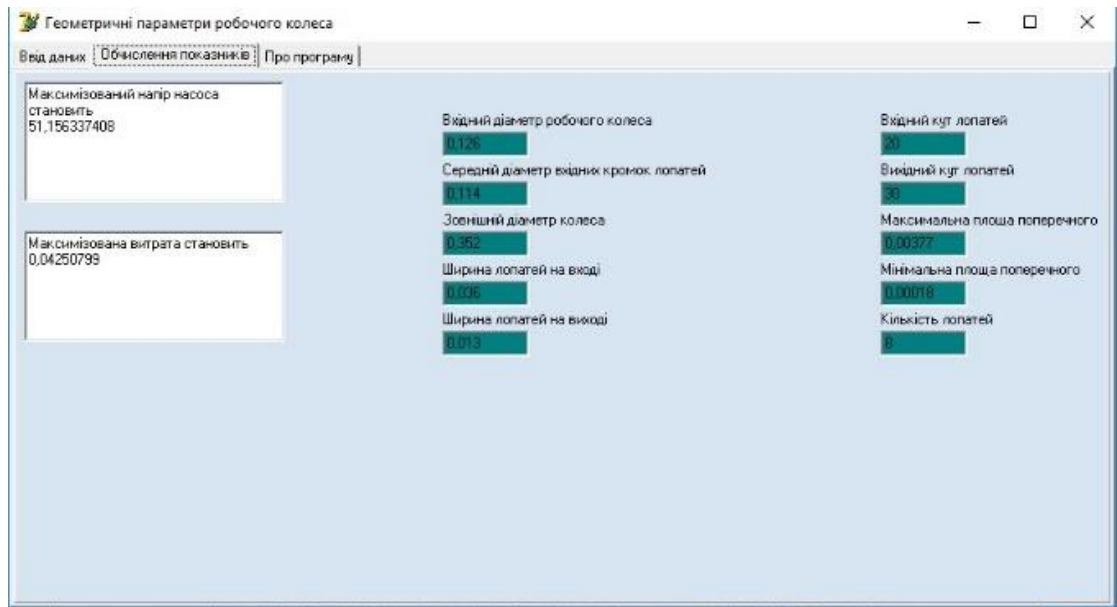 Геометричні параметри робочого колеса
Ввід даних Обчислення показників Про програму
Максимізований напір насоса
становить
51,156337408
Максимізована витрата становить
0,04250799
Вхідний діаметр робочого колеса
0,126
Середній діаметр вхідних кромок лопатей
0,114
Зовнішній діаметр колеса
0,352
Ширина лопатей на вході
0,036
Ширина лопатей на виході
0,013
Вхідний кут лопатей
20
Вихідний кут лопатей
30
Максимальна площа поперечного
0,00377
Мінімальна площа поперечного
0,00018
Кількість лопатей
8